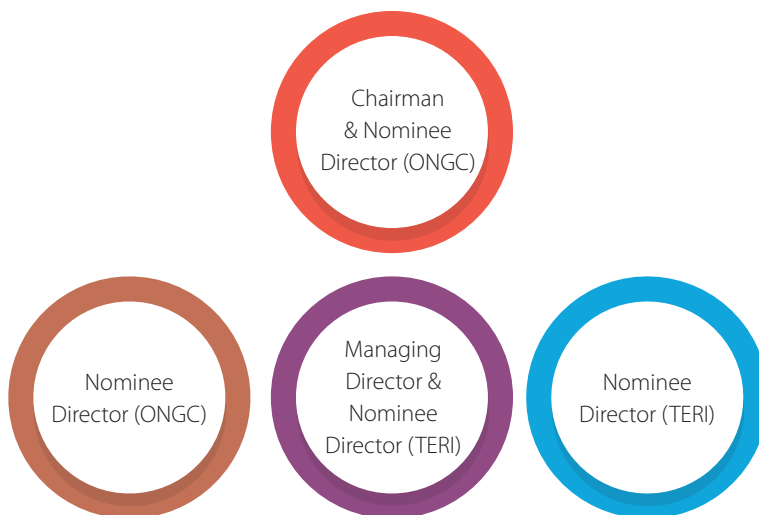 Chairman
& Nominee
Director (ONGC)
Nominee
Director (ONGC)
Managing
Director &
Nominee
Director (TERI)
Nominee
Director (TERI)